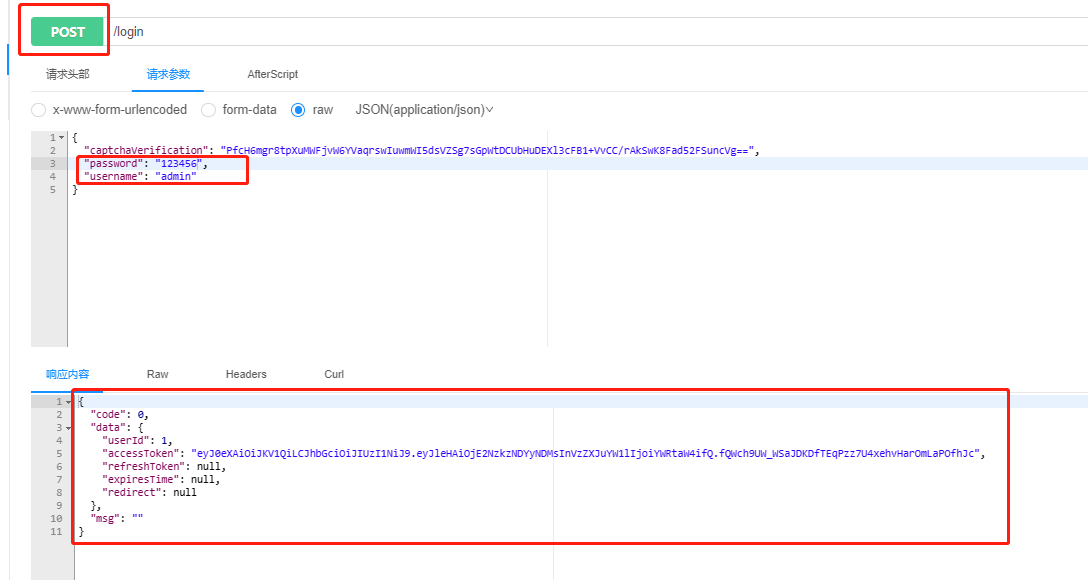 POST /login
请求头部 请求参数 AfterScript
x-www-form-urlencoded form-data raw JSON(application/json)
1 {
2 "captchaVerification": "PfcH6mgr8tpXuMWFjvW6YVaqrswIuwmWI5dsVZSg7sGpWtDCUbHuDEXl3cFB1+VvCC/rAkSwK8Fad52FSuncVg==",
3 "password": "123456",
4 "username": "admin"
5 }
响应内容 Raw Headers Curl
1 {
2 "code": 0,
3 "data": {
4 "userId": 1,
5 "accessToken": "eyJ0eXAiOiJKV1QiLCJhbGciOiJIUzI1NiJ9.eyJleHAiOjE2NzkzNDYyNDMsInVzZXJuYW1lIjoiYWRtaW4ifQ.fQWch9UW_WSaJDKDfTEqPzz7U4xehvHarOmLaPOfhJc",
6 "refreshToken": null,
7 "expiresTime": null,
8 "redirect": null
9 },
10 "msg": ""
11 }